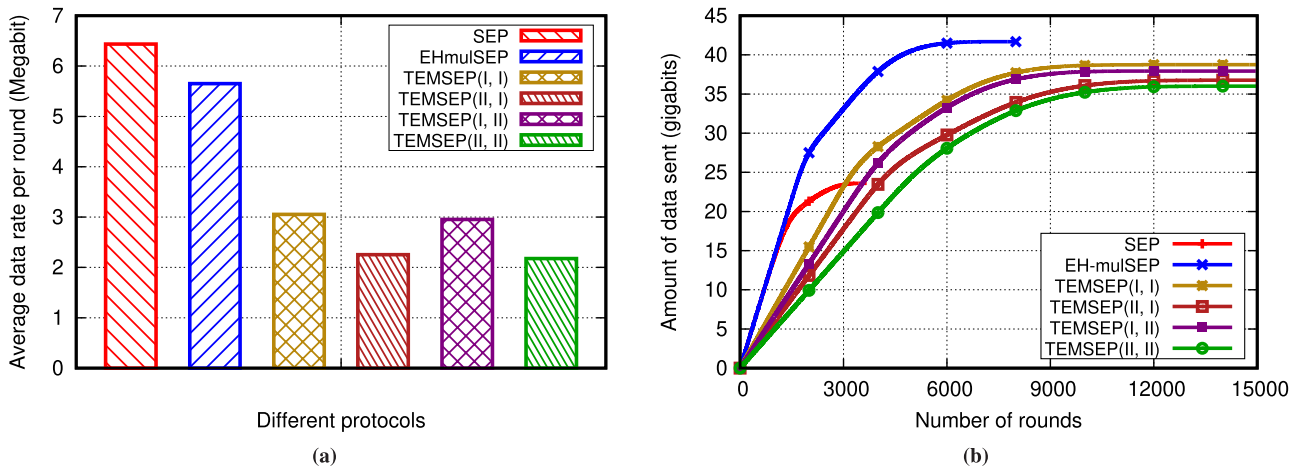 Average data rate per round (Megabit)
7
6
5
4
3
2
1
0
SEP
EHmulSEP
TEMSEP(I, I)
TEMSEP(II, I)
TEMSEP(I, II)
TEMSEP(II, II)
Different protocols
(a)
Amount of data sent (gigabits)
45
40
35
30
25
20
15
10
5
0
SEP
EH-mulSEP
TEMSEP(I, I)
TEMSEP(II, I)
TEMSEP(I, II)
TEMSEP(II, II)
0 3000 6000 9000 12000 15000
Number of rounds
(b)